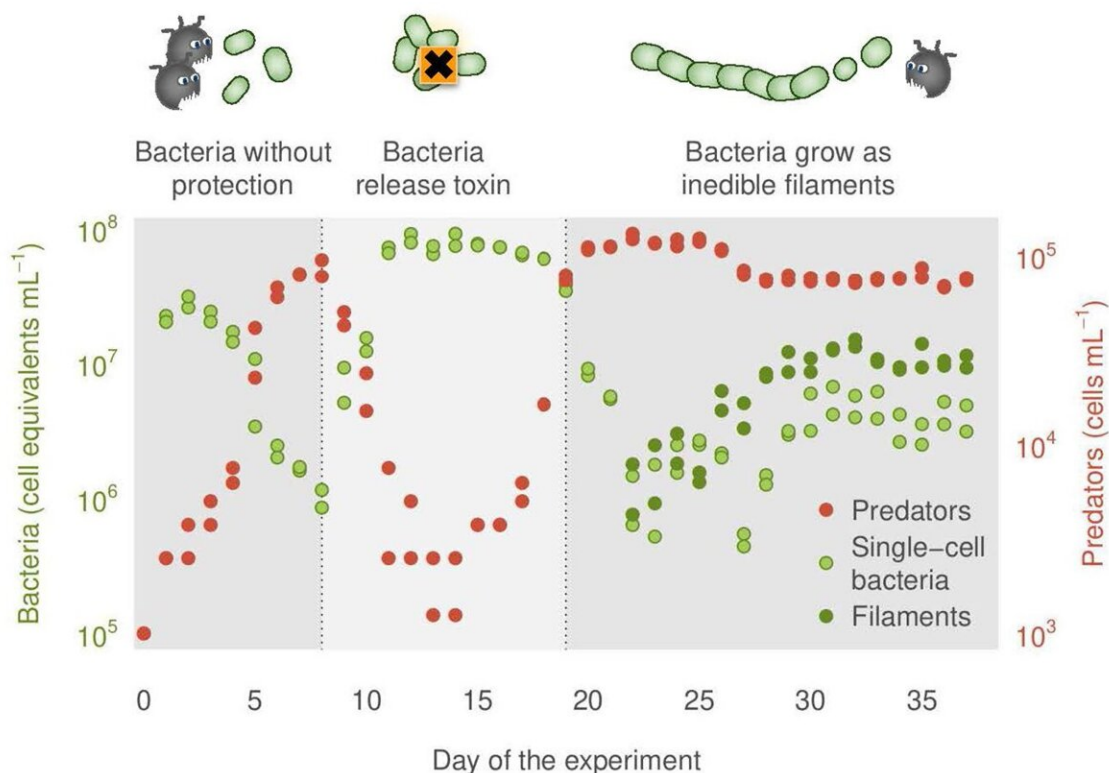 Bacteria without
protection
Bacteria
release toxin
Bacteria grow as
inedible filaments
Bacteria (cell equivalents mL⁻¹)
10⁸
10⁷
10⁶
10⁵
Predators (cells mL⁻¹)
10⁵
10⁴
10³
Predators
Single−cell
bacteria
Filaments
0 5 10 15 20 25 30 35
Day of the experiment